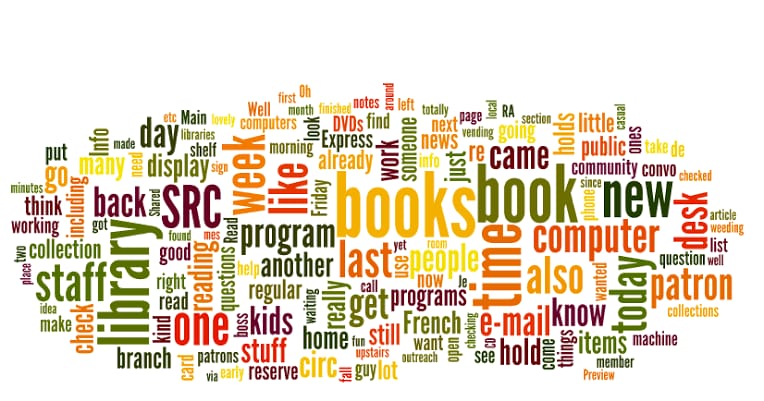 Oh
first
around
notes
month
finished
left
totally
local
RA
Well
computers
etc
Main
lovely
libraries
DVDs
find
look
Express
page
section
casual
next
news
vending
going
holds
little
ones
put
Info
made
day
shelf
morning
work
someone
re
came
public
take
de
go
many
need
display
sign
week
like
already
info
just
community
convo
checked
minutes
including
think
back
Shared
SRC
Friday
books
book
since
phone
new
desk
article
working
got
weeding
found
mes
Read
program
yet
room
time
computer
list
two
collection
good
place
library
reading
questions
help
another
last
use
people
question
well
staff
right
regular
now
Je
also
wanted
today
patron
idea
read
waiting
really
call
get
programs
know
collections
make
check
kind
one
boss
kids
French
checking
e-mail
home
fun
still
want
open
co
hold
come
things
items
machine
branch
stuff
upstairs
outreach
see
member
card
patrons
via
early
reserve
circ
fall
guy
lot
Preview